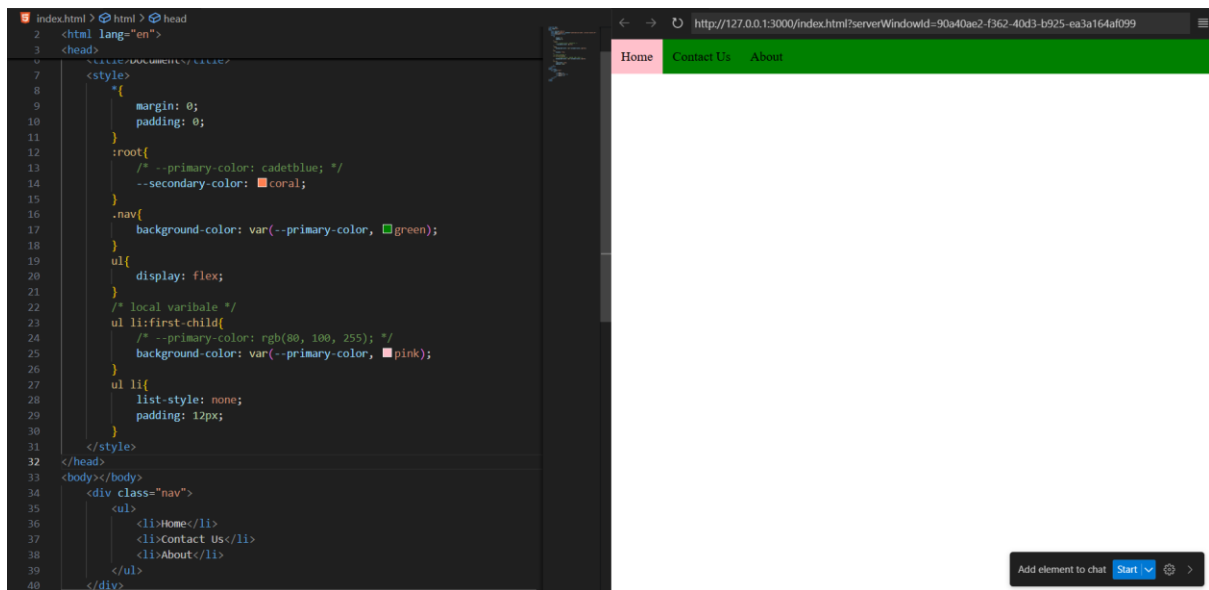 index.html > html > head
2 <html lang="en">
3 <head>
6 <title>Document</title>
7 <style>
8 *{
9 margin: 0;
10 padding: 0;
11 }
12 :root{
13 /* --primary-color: cadetblue; */
14 --secondary-color: coral;
15 }
16 .nav{
17 background-color: var(--primary-color, green);
18 }
19 ul{
20 display: flex;
21 }
22 /* local varibale */
23 ul li:first-child{
24 /* --primary-color: rgb(80, 100, 255); */
25 background-color: var(--primary-color, pink);
26 }
27 ul li{
28 list-style: none;
29 padding: 12px;
30 }
31 </style>
32 </head>
33 <body></body>
34 <div class="nav">
35 <ul>
36 <li>Home</li>
37 <li>Contact Us</li>
38 <li>About</li>
39 </ul>
40 </div>
http://127.0.0.1:3000/index.html?serverWindowId=90a40ae2-f362-40d3-b925-ea3a164af099
Home Contact Us About
Add element to chat Start